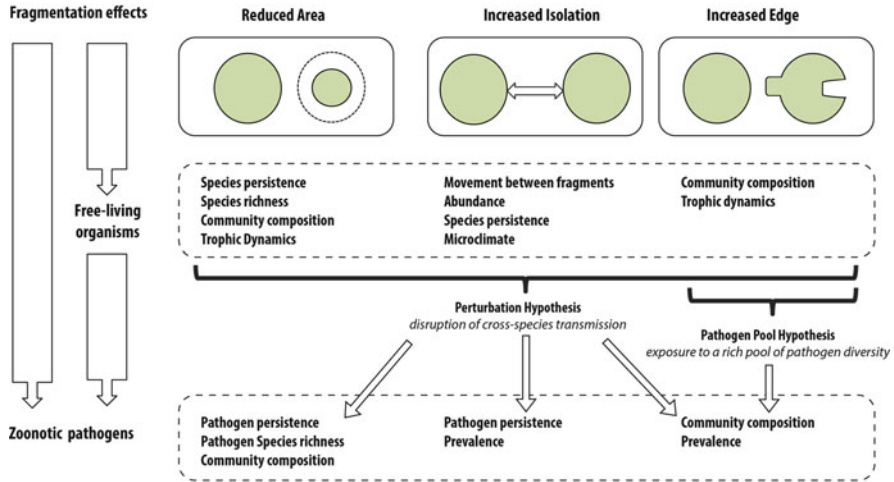 Fragmentation effects
Reduced Area
Increased Isolation
Increased Edge
Free-living
organisms
Species persistence
Species richness
Community composition
Trophic Dynamics
Movement between fragments
Abundance
Species persistence
Microclimate
Community composition
Trophic dynamics
Perturbation Hypothesis
disruption of cross-species transmission
Pathogen Pool Hypothesis
exposure to a rich pool of pathogen diversity
Zoonotic pathogens
Pathogen persistence
Pathogen Species richness
Community composition
Pathogen persistence
Prevalence
Community composition
Prevalence